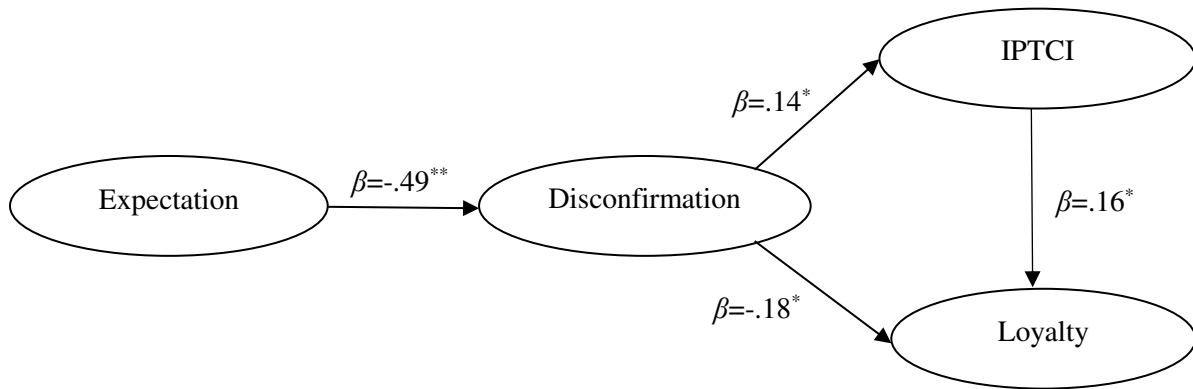 IPTCI
β=.14*
β=-.49**
Expectation
Disconfirmation
β=.16*
β=-.18*
Loyalty